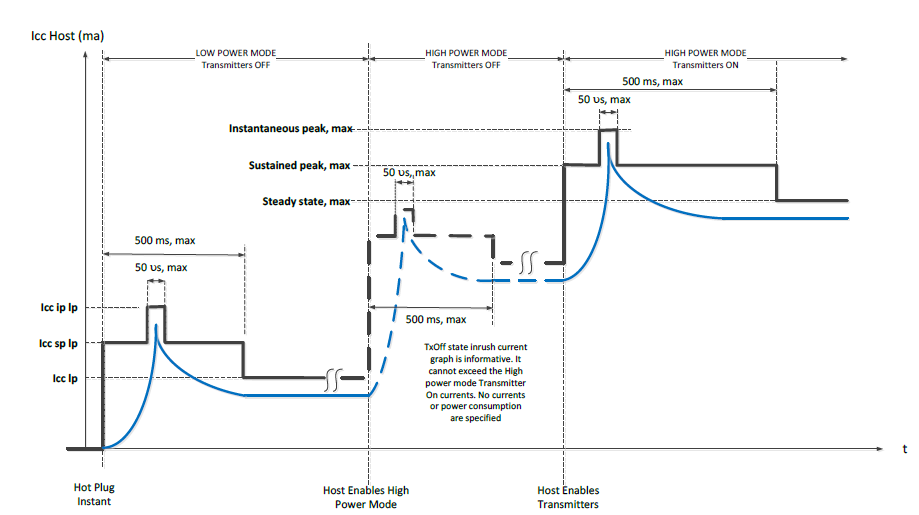 Icc Host (ma)
LOW POWER MODE
Transmitters OFF
HIGH POWER MODE
Transmitters OFF
HIGH POWER MODE
Transmitters ON
500 ms, max
50 υs, max
Instantaneous peak, max
Sustained peak, max
50 υs, max
Steady state, max
500 ms, max
50 υs, max
Icc ip lp
500 ms, max
Icc sp lp
TxOff state inrush current
graph is informative. It
cannot exceed the High
power mode Transmitter
On currents. No currents
or power consumption
are specified
Icc lp
t
Hot Plug
Instant
Host Enables High
Power Mode
Host Enables
Transmitters